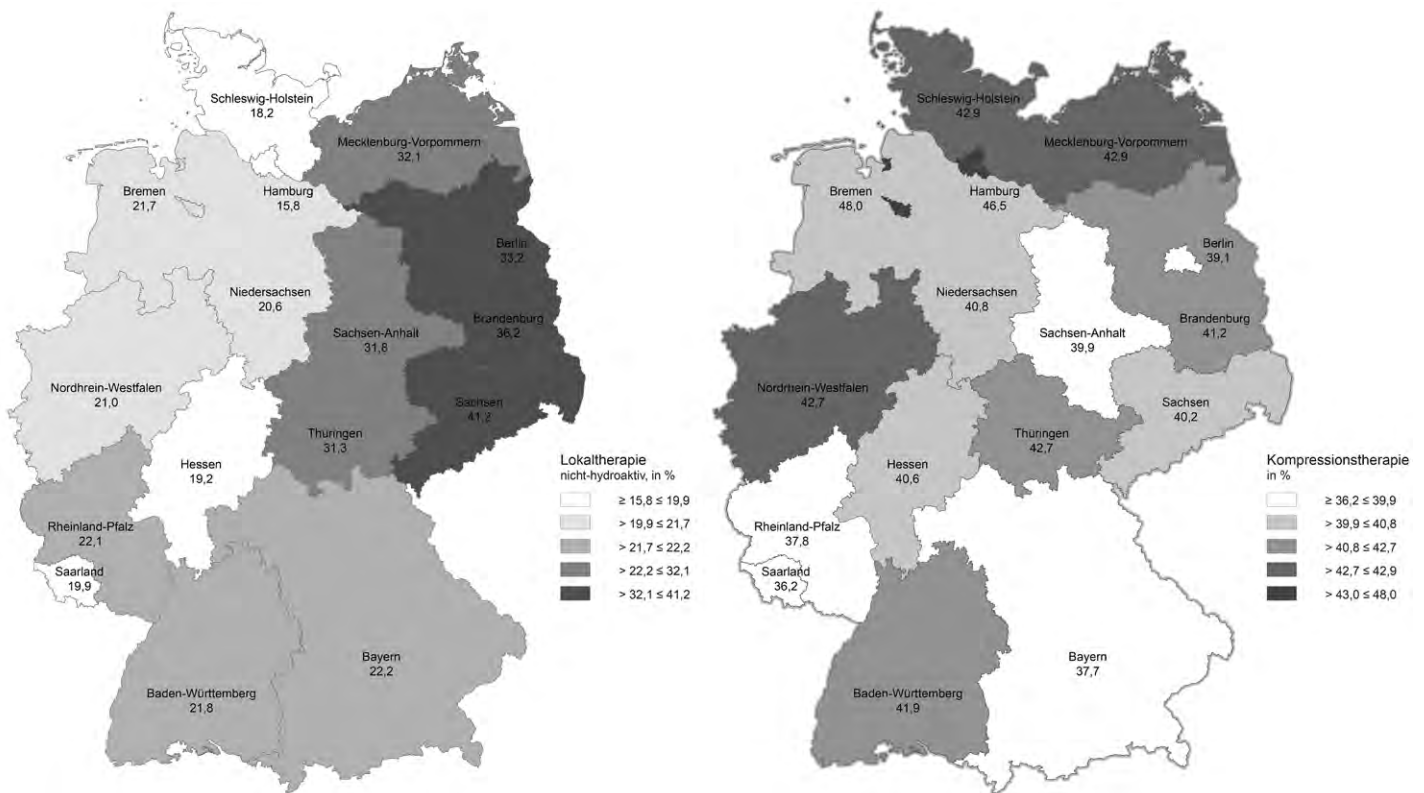 Schleswig-Holstein
18,2
Mecklenburg-Vorpommern
32,1
Bremen
21,7
Hamburg
15,8
Berlin
33,2
Niedersachsen
20,6
Brandenburg
36,2
Sachsen-Anhalt
31,8
Nordhrein-Westfalen
21,0
Sachsen
41,2
Thüringen
31,3
Hessen
19,2
Rheinland-Pfalz
22,1
Saarland
19,9
Bayern
22,2
Baden-Württemberg
21,8
Lokaltherapie
nicht-hydroaktiv, in %
≥ 15,8 ≤ 19,9
> 19,9 ≤ 21,7
> 21,7 ≤ 22,2
> 22,2 ≤ 32,1
> 32,1 ≤ 41,2
Schleswig-Holstein
42,9
Mecklenburg-Vorpommern
42,9
Bremen
48,0
Hamburg
46,5
Berlin
39,1
Niedersachsen
40,8
Brandenburg
41,2
Sachsen-Anhalt
39,9
Nordrhein-Westfalen
42,7
Sachsen
40,2
Thüringen
42,7
Hessen
40,6
Rheinland-Pfalz
37,8
Saarland
36,2
Bayern
37,7
Baden-Württemberg
41,9
Kompressionstherapie
in %
≥ 36,2 ≤ 39,9
> 39,9 ≤ 40,8
> 40,8 ≤ 42,7
> 42,7 ≤ 42,9
> 43,0 ≤ 48,0